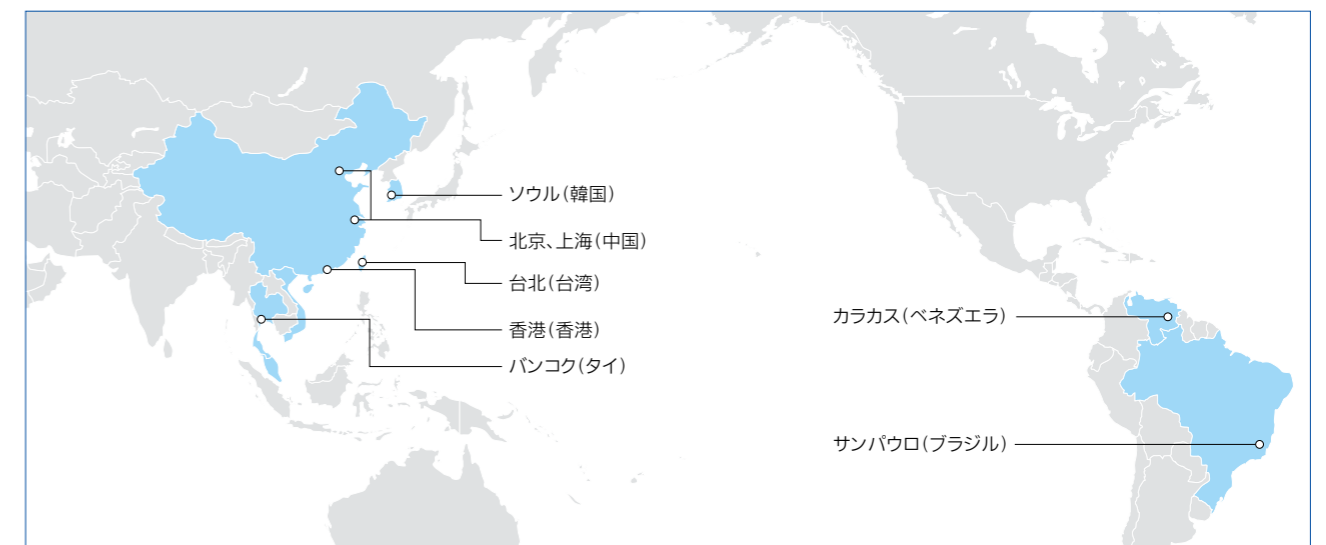 ソウル(韓国)
北京、上海(中国)
台北(台湾)
香港(香港)
バンコク(タイ)
カラカス(ベネズエラ)
サンパウロ(ブラジル)